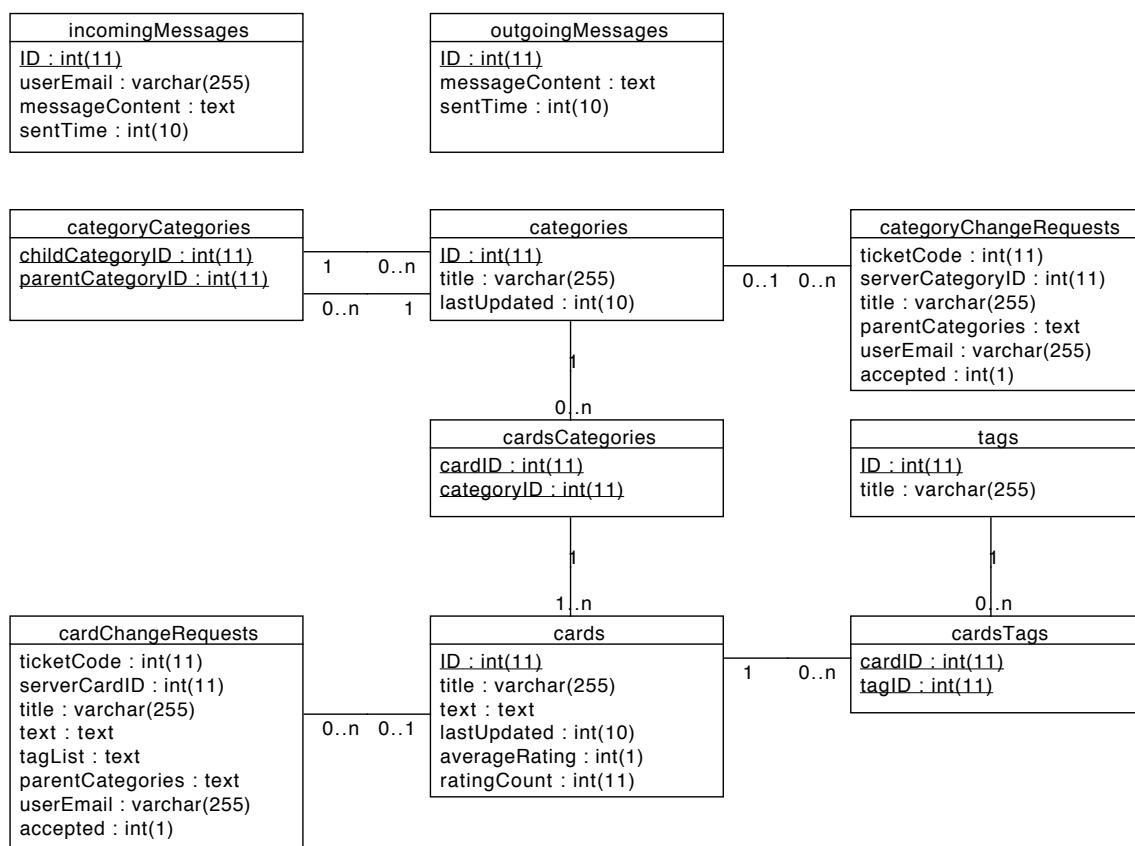 incomingMessages
ID : int(11)
userEmail : varchar(255)
messageContent : text
sentTime : int(10)
outgoingMessages
ID : int(11)
messageContent : text
sentTime : int(10)
categoryCategories
childCategoryID : int(11)
parentCategoryID : int(11)
1 0..n
0..n 1
categories
ID : int(11)
title : varchar(255)
lastUpdated : int(10)
0..1 0..n
categoryChangeRequests
ticketCode : int(11)
serverCategoryID : int(11)
title : varchar(255)
parentCategories : text
userEmail : varchar(255)
accepted : int(1)
1
0..n
cardsCategories
cardID : int(11)
categoryID : int(11)
tags
ID : int(11)
title : varchar(255)
1
1..n
1
0..n
cardChangeRequests
ticketCode : int(11)
serverCardID : int(11)
title : varchar(255)
text : text
tagList : text
parentCategories : text
userEmail : varchar(255)
accepted : int(1)
0..n 0..1
cards
ID : int(11)
title : varchar(255)
text : text
lastUpdated : int(10)
averageRating : int(1)
ratingCount : int(11)
1 0..n
cardsTags
cardID : int(11)
tagID : int(11)